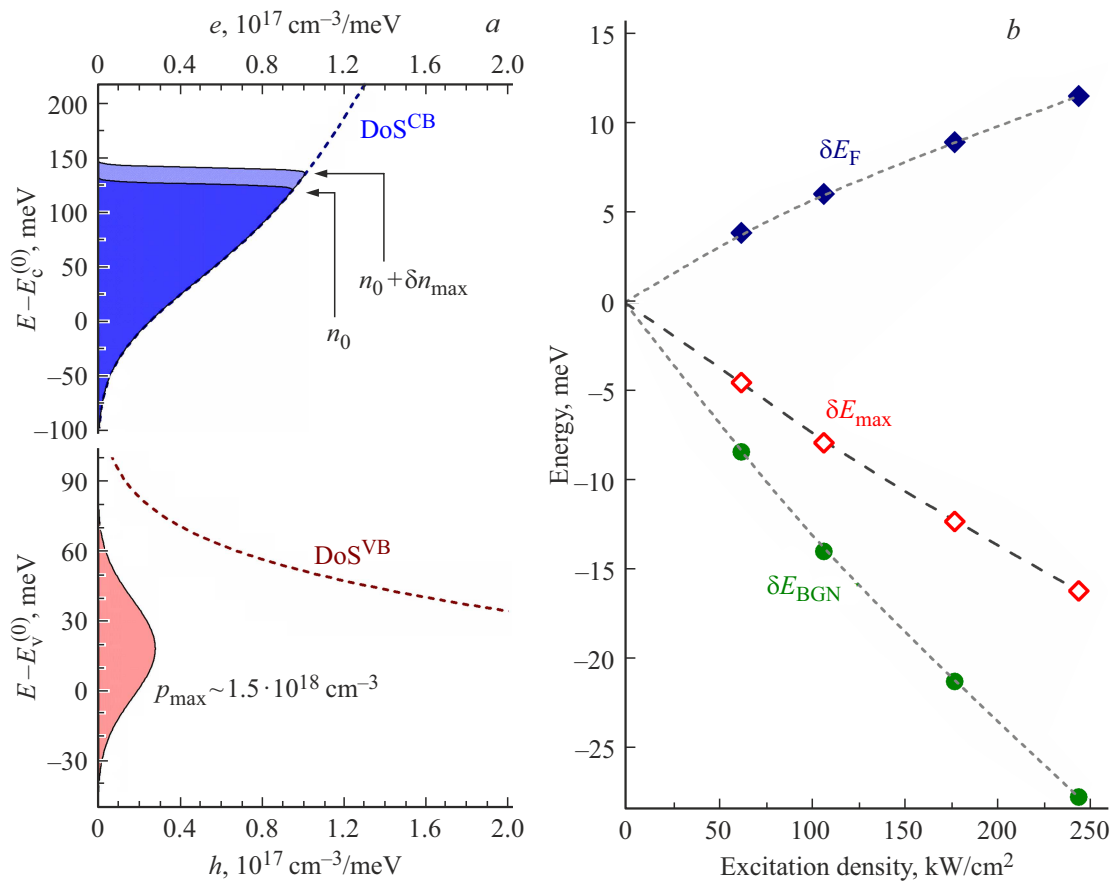 e, 10^17 cm^–3/meV
a
0 0.4 0.8 1.2 1.6 2.0
200
150
100
50
0
–50
–100
E – E_c^(0), meV
DoS^CB
n_0 + δn_max
n_0
90
60
30
0
–30
E – E_v^(0), meV
DoS^VB
p_max ~ 1.5 · 10^18 cm^–3
0 0.4 0.8 1.2 1.6 2.0
h, 10^17 cm^–3/meV
b
15
10
5
0
–5
–10
–15
–20
–25
Energy, meV
δE_F
δE_max
δE_BGN
0 50 100 150 200 250
Excitation density, kW/cm^2